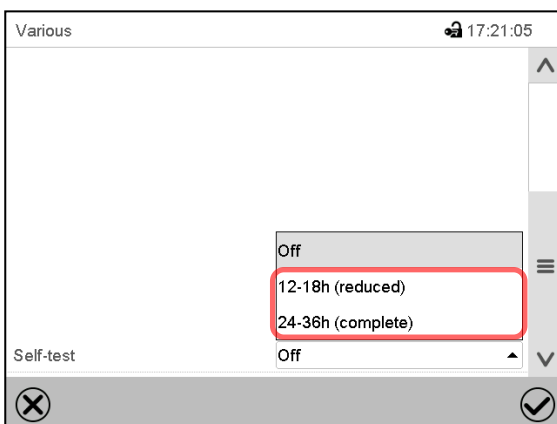 Various 17:21:05
Off
12-18h (reduced)
24-36h (complete)
Self-test Off